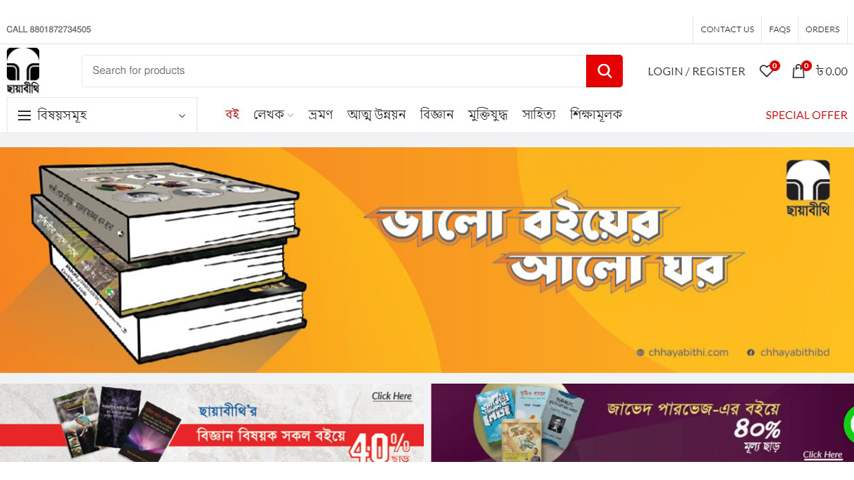 CALL 8801872734505
CONTACT US
FAQS
ORDERS
ছায়াবীথি
Search for products
LOGIN / REGISTER
0
0
৳ 0.00
বিষয়সমূহ
বই
লেখক
ভ্রমণ
আত্ম উন্নয়ন
বিজ্ঞান
মুক্তিযুদ্ধ
সাহিত্য
শিক্ষামূলক
SPECIAL OFFER
ছায়াবীথি
ভালো বইয়ের
আলো ঘর
chhayabithi.com
chhayabithibd
Click Here
ছায়াবীথি'র
বিজ্ঞান বিষয়ক সকল বইয়ে
40%
ছাড়
জাভেদ পারভেজ-এর বইয়ে
৪০%
মূল্য ছাড়
Click Here